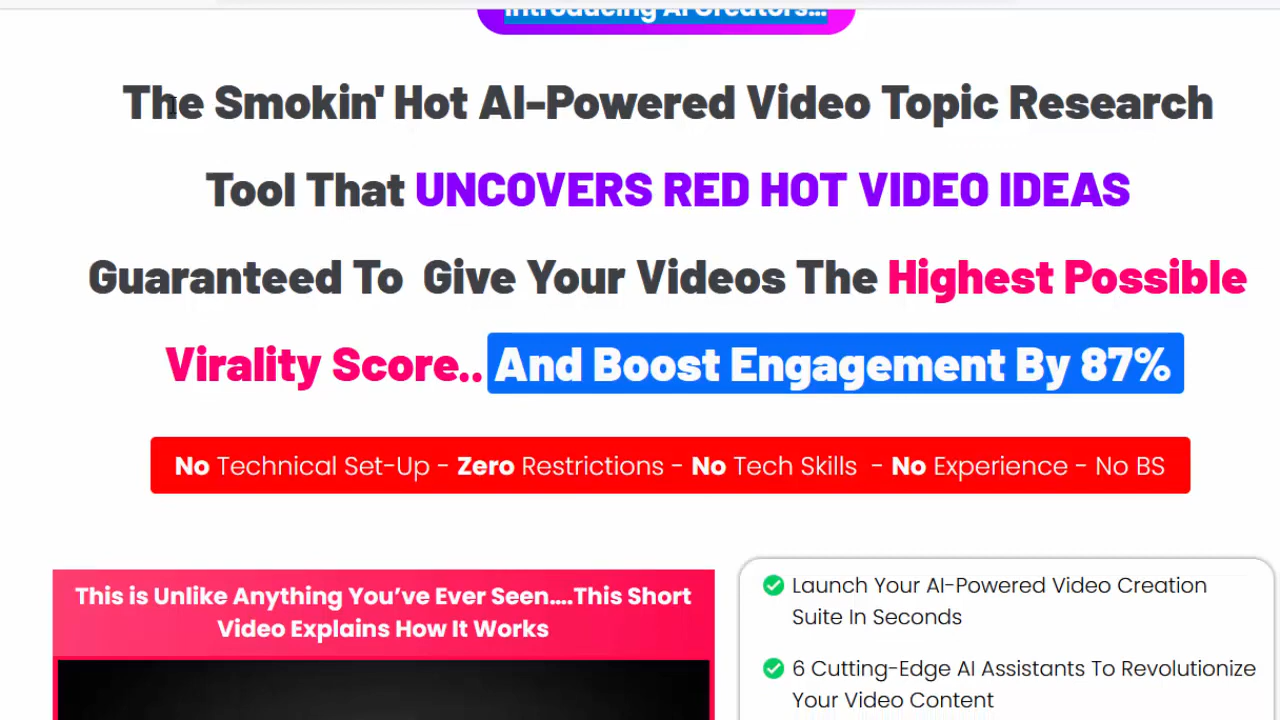 Introducing AI Creators...
The Smokin' Hot AI-Powered Video Topic Research
Tool That UNCOVERS RED HOT VIDEO IDEAS
Guaranteed To Give Your Videos The Highest Possible
Virality Score.. And Boost Engagement By 87%
No Technical Set-Up - Zero Restrictions - No Tech Skills - No Experience - No BS
This is Unlike Anything You’ve Ever Seen....This Short
Video Explains How It Works
Launch Your AI-Powered Video Creation
Suite In Seconds
6 Cutting-Edge AI Assistants To Revolutionize
Your Video Content